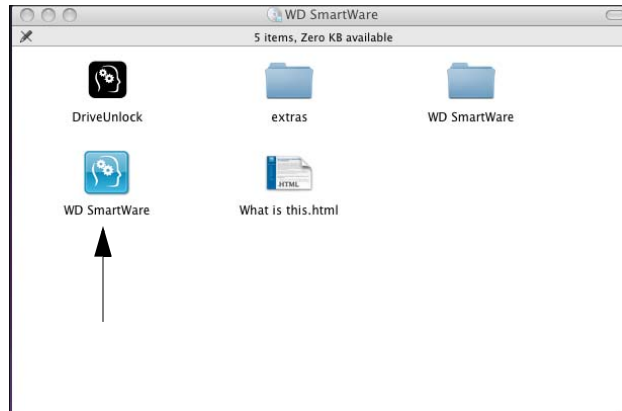 WD SmartWare
5 items, Zero KB available
DriveUnlock
extras
WD SmartWare
HTML
WD SmartWare
What is this.html